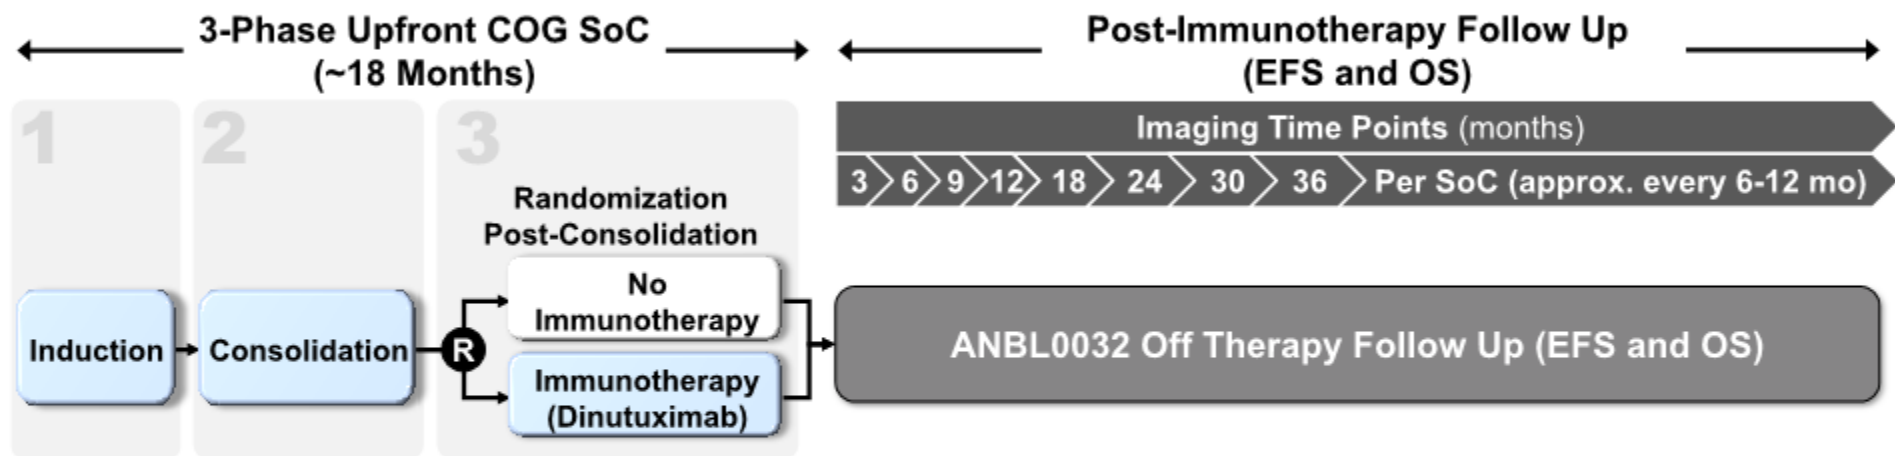 3-Phase Upfront COG SoC
(~18 Months)
Post-Immunotherapy Follow Up
(EFS and OS)
1
2
3
Imaging Time Points (months)
3 6 9 12 18 24 30 36 Per SoC (approx. every 6-12 mo)
Randomization
Post-Consolidation
Induction
Consolidation
R
No
Immunotherapy
Immunotherapy
(Dinutuximab)
ANBL0032 Off Therapy Follow Up (EFS and OS)